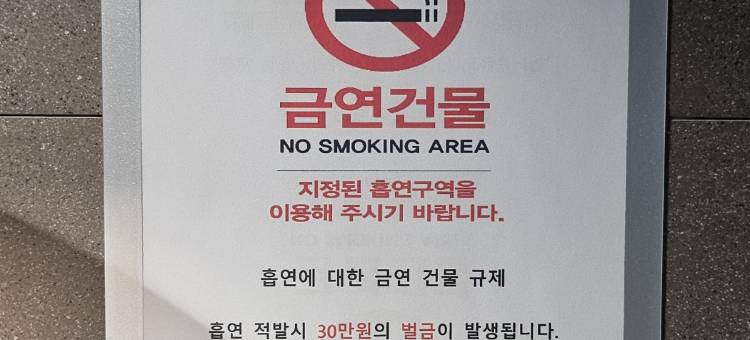 금연건물
NO SMOKING AREA
지정된 흡연구역을
이용해 주시기 바랍니다.
흡연에 대한 금연 건물 규제
흡연 적발시 30만원의 벌금이 발생됩니다.